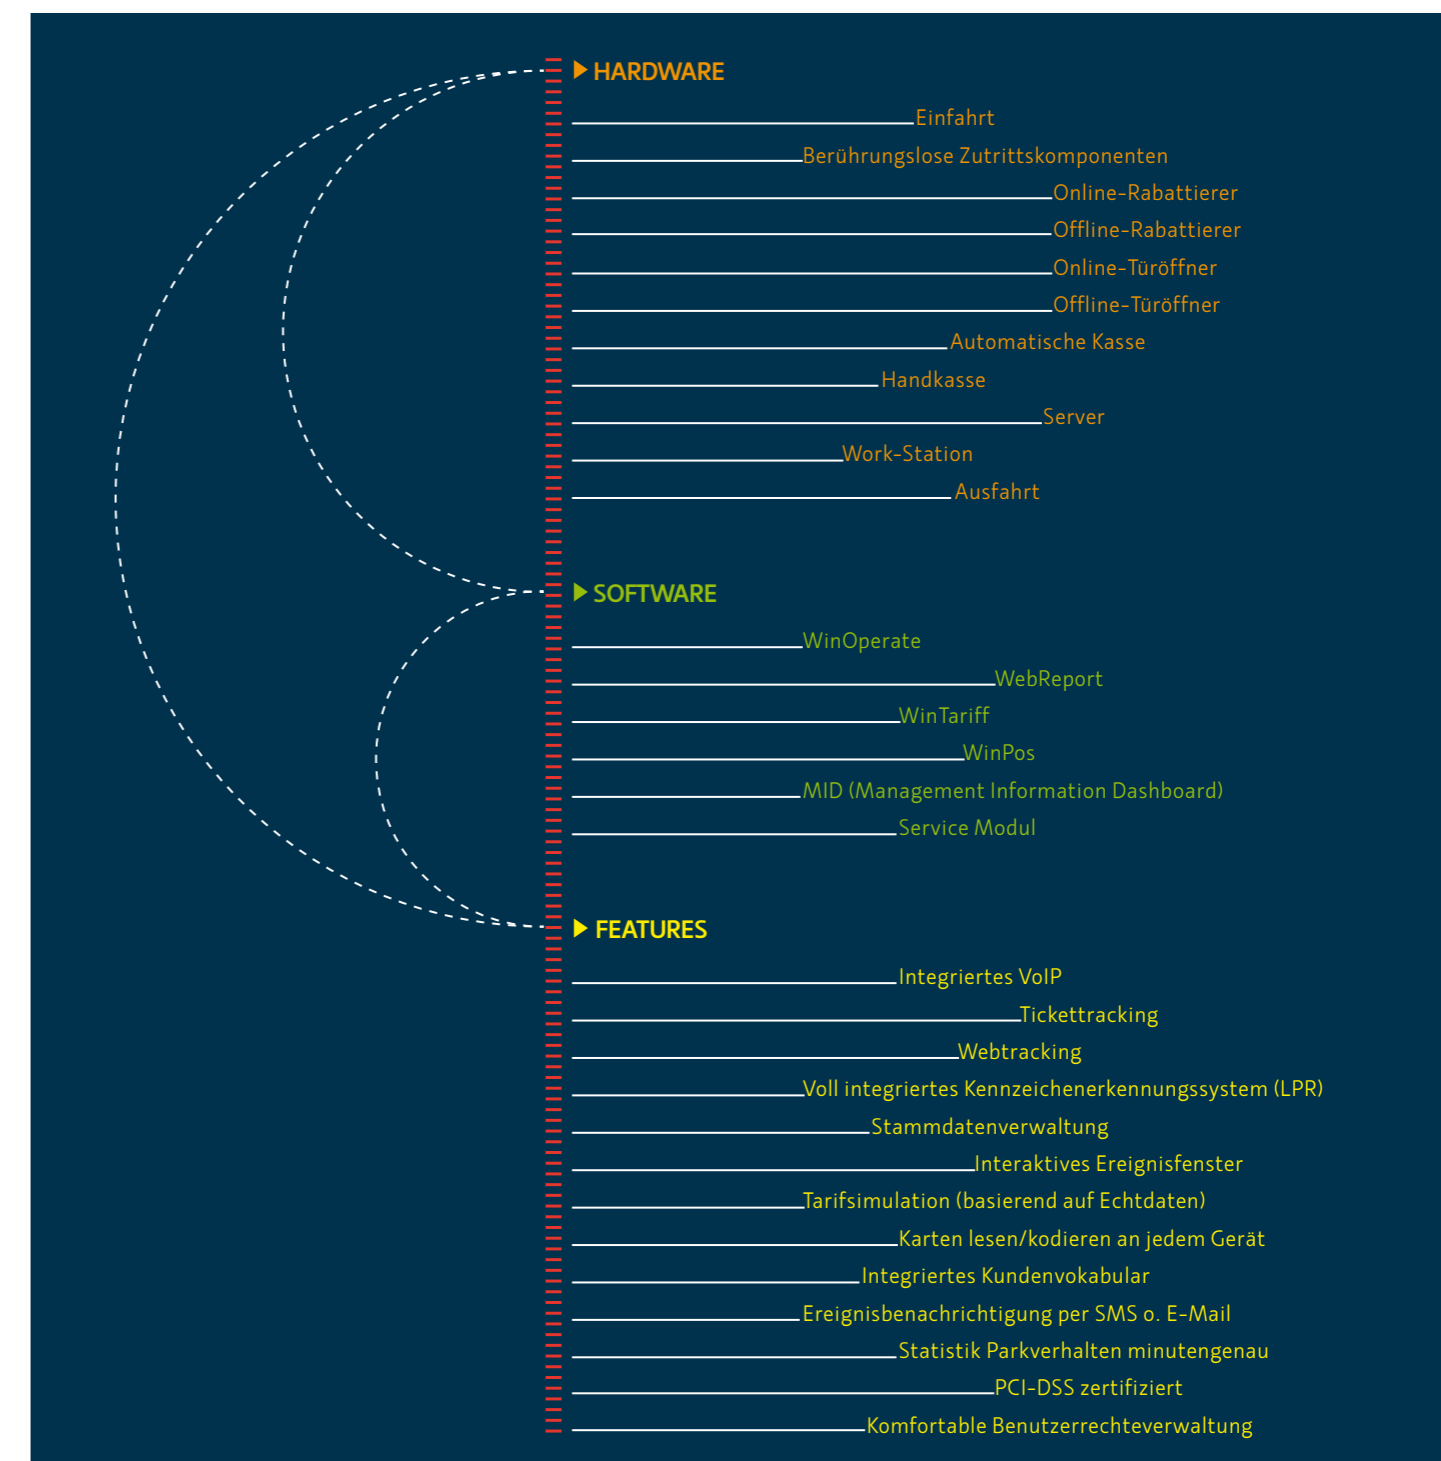 HARDWARE
Einfahrt
Berührungslose Zutrittskomponenten
Online-Rabattierer
Offline-Rabattierer
Online-Türöffner
Offline-Türöffner
Automatische Kasse
Handkasse
Server
Work-Station
Ausfahrt
SOFTWARE
WinOperate
WebReport
WinTariff
WinPos
MID (Management Information Dashboard)
Service Modul
FEATURES
Integriertes VoIP
Tickettracking
Webtracking
Voll integriertes Kennzeichenerkennungssystem (LPR)
Stammdatenverwaltung
Interaktives Ereignisfenster
Tarifsimulation (basierend auf Echtdaten)
Karten lesen/kodieren an jedem Gerät
Integriertes Kundenvokabular
Ereignisbenachrichtigung per SMS o. E-Mail
Statistik Parkverhalten minutengenau
PCI-DSS zertifiziert
Komfortable Benutzerrechteverwaltung